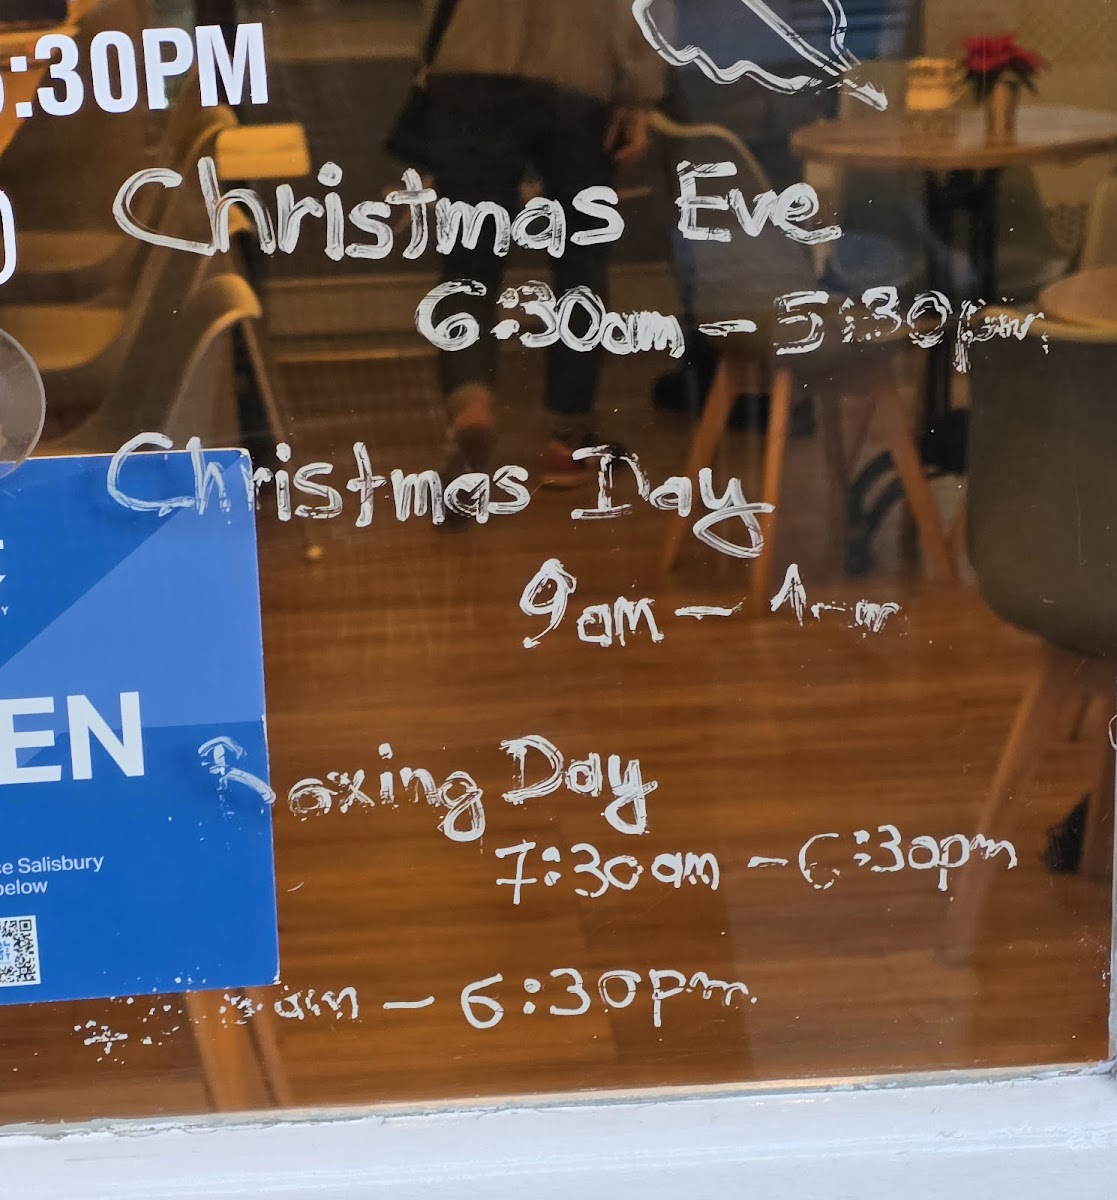 :30PM
Christmas Eve
6:30am - 5:30pm
Christmas Day
9am -
EN
Boxing Day
7:30am - 6:30pm
ce Salisbury
below
am - 6:30pm